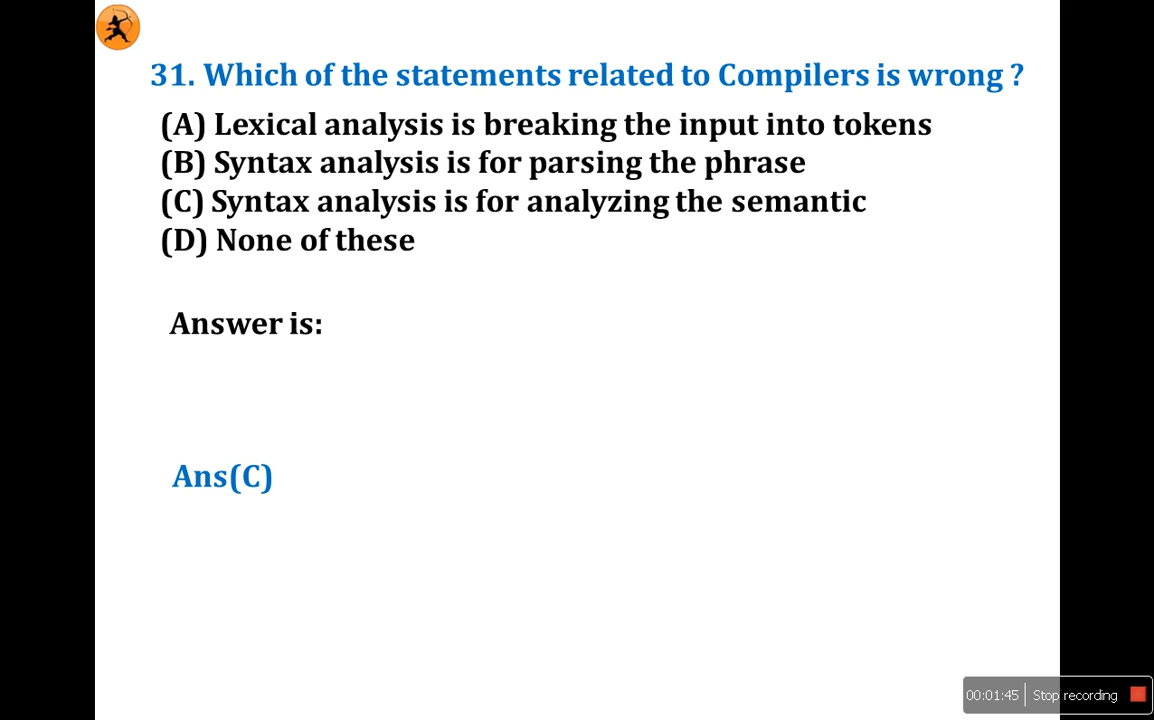 31. Which of the statements related to Compilers is wrong ?
(A) Lexical analysis is breaking the input into tokens
(B) Syntax analysis is for parsing the phrase
(C) Syntax analysis is for analyzing the semantic
(D) None of these
Answer is:
Ans(C)
00:01:45 Stop recording